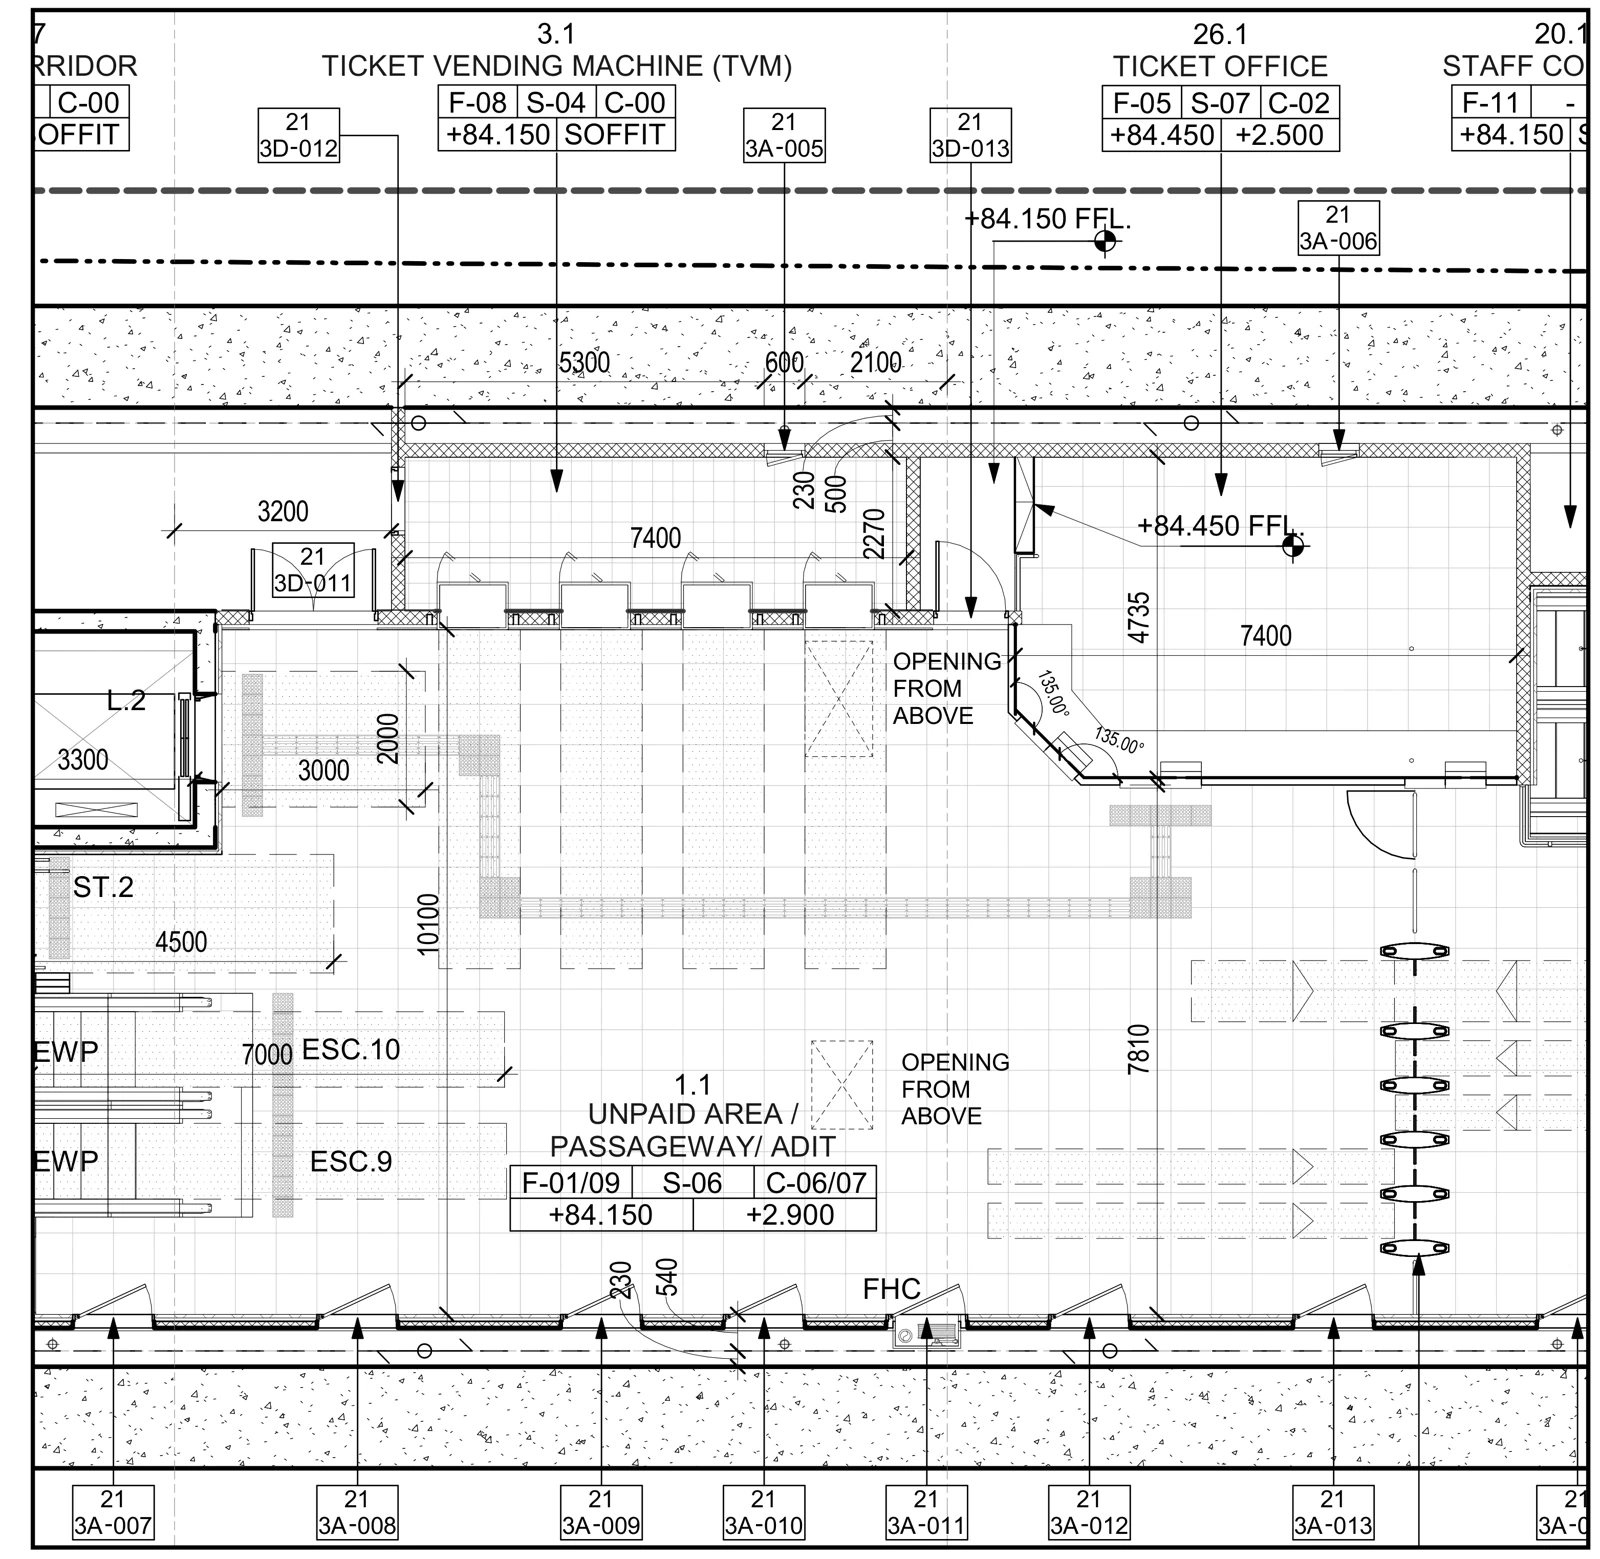 7
RRIDOR
C-00
OFFIT
3.1
TICKET VENDING MACHINE (TVM)
F-08 S-04 C-00
+84.150 SOFFIT
26.1
TICKET OFFICE
F-05 S-07 C-02
+84.450 +2.500
20.1
STAFF CO
F-11 -
+84.150 S
21
3D-012
21
3A-005
21
3D-013
+84.150 FFL.
21
3A-006
5300 600 2100
3200
230
500
7400
2270
+84.450 FFL.
21
3D-011
4735
7400
OPENING
FROM
ABOVE
135.00°
135.00°
L.2
3300
2000
3000
ST.2
4500
10100
EWP
7000
ESC.10
OPENING
FROM
ABOVE
7810
1.1
UNPAID AREA /
PASSAGEWAY/ ADIT
F-01/09 S-06 C-06/07
+84.150 +2.900
EWP
ESC.9
230
540
FHC
21
3A-007
21
3A-008
21
3A-009
21
3A-010
21
3A-011
21
3A-012
21
3A-013
21
3A-0